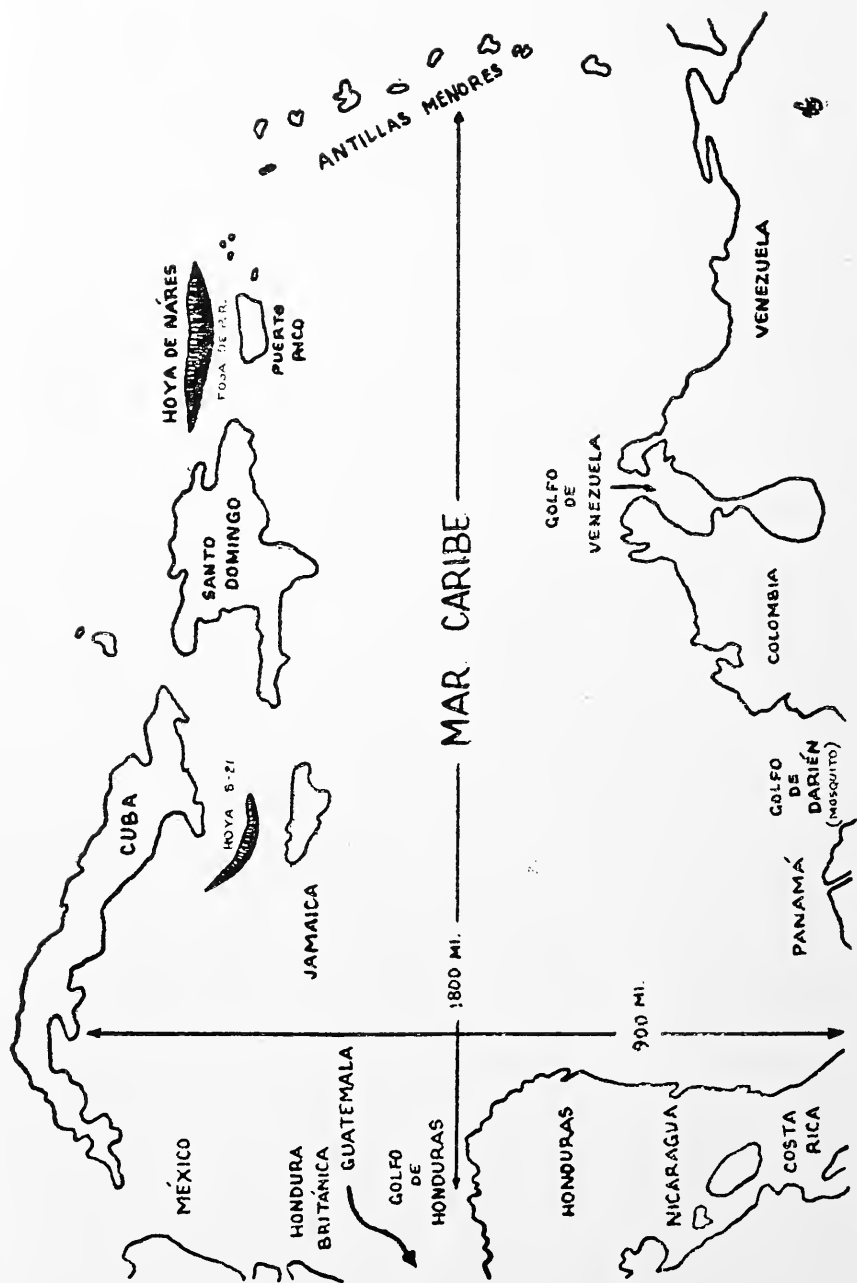 HOYA DE NARES
FOSA DE P.R.
PUERTO
RICO
ANTILLAS MENORES
SANTO
DOMINGO
CUBA
HOYA S-21
JAMAICA
MAR CARIBE
1800 MI.
900 MI.
MÉXICO
HONDURA
BRITÁNICA
GUATEMALA
GOLFO
DE
HONDURAS
HONDURAS
NICARAGUA
COSTA
RICA
PANAMÁ
GOLFO
DE
DARIÉN
(MOSQUITO)
COLOMBIA
GOLFO
DE
VENEZUELA
VENEZUELA